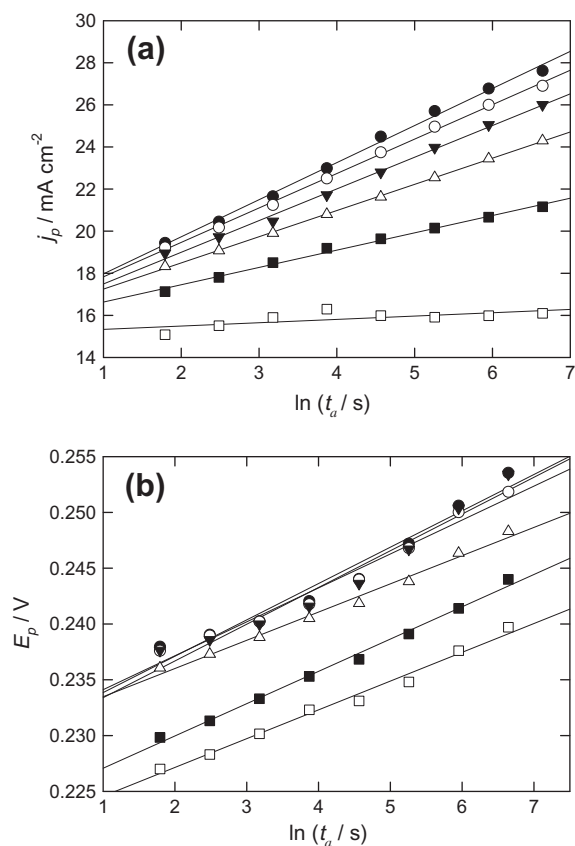 (a)
30
28
26
24
22
20
18
16
14
j_p / mA cm⁻²
1 2 3 4 5 6 7
ln (t_a / s)
(b)
0.255
0.250
0.245
0.240
0.235
0.230
0.225
E_p / V
1 2 3 4 5 6 7
ln (t_a / s)